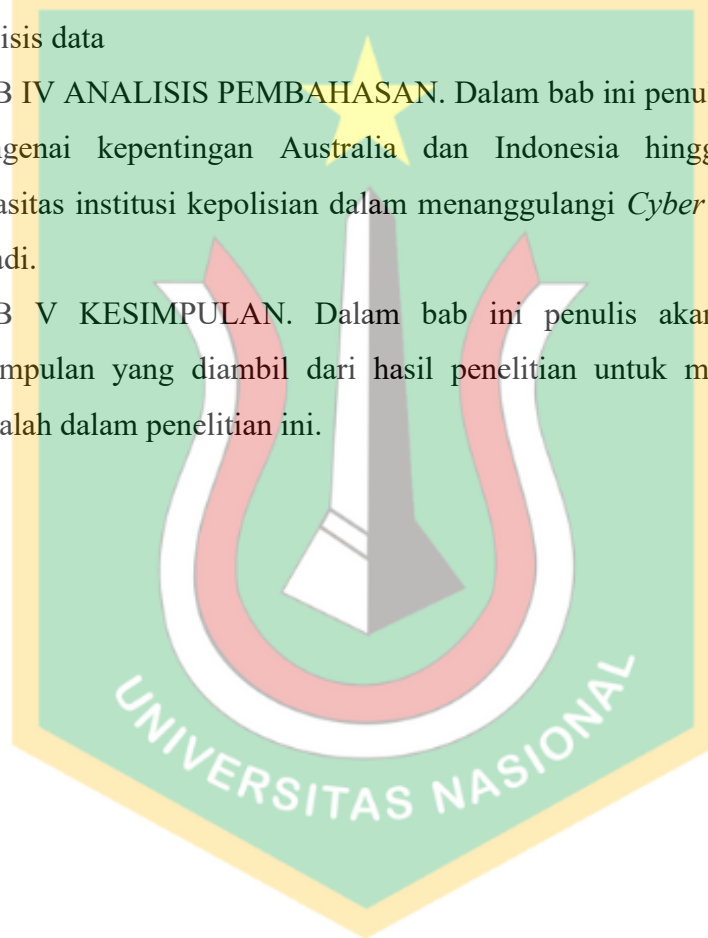 isis data
B IV ANALISIS PEMBAHASAN. Dalam bab ini penu
ngenai kepentingan Australia dan Indonesia hingg
asitas institusi kepolisian dalam menanggulangi Cyber
adi.
B V KESIMPULAN. Dalam bab ini penulis akan
mpulan yang diambil dari hasil penelitian untuk m
alah dalam penelitian ini.
UNIVERSITAS NASIONAL